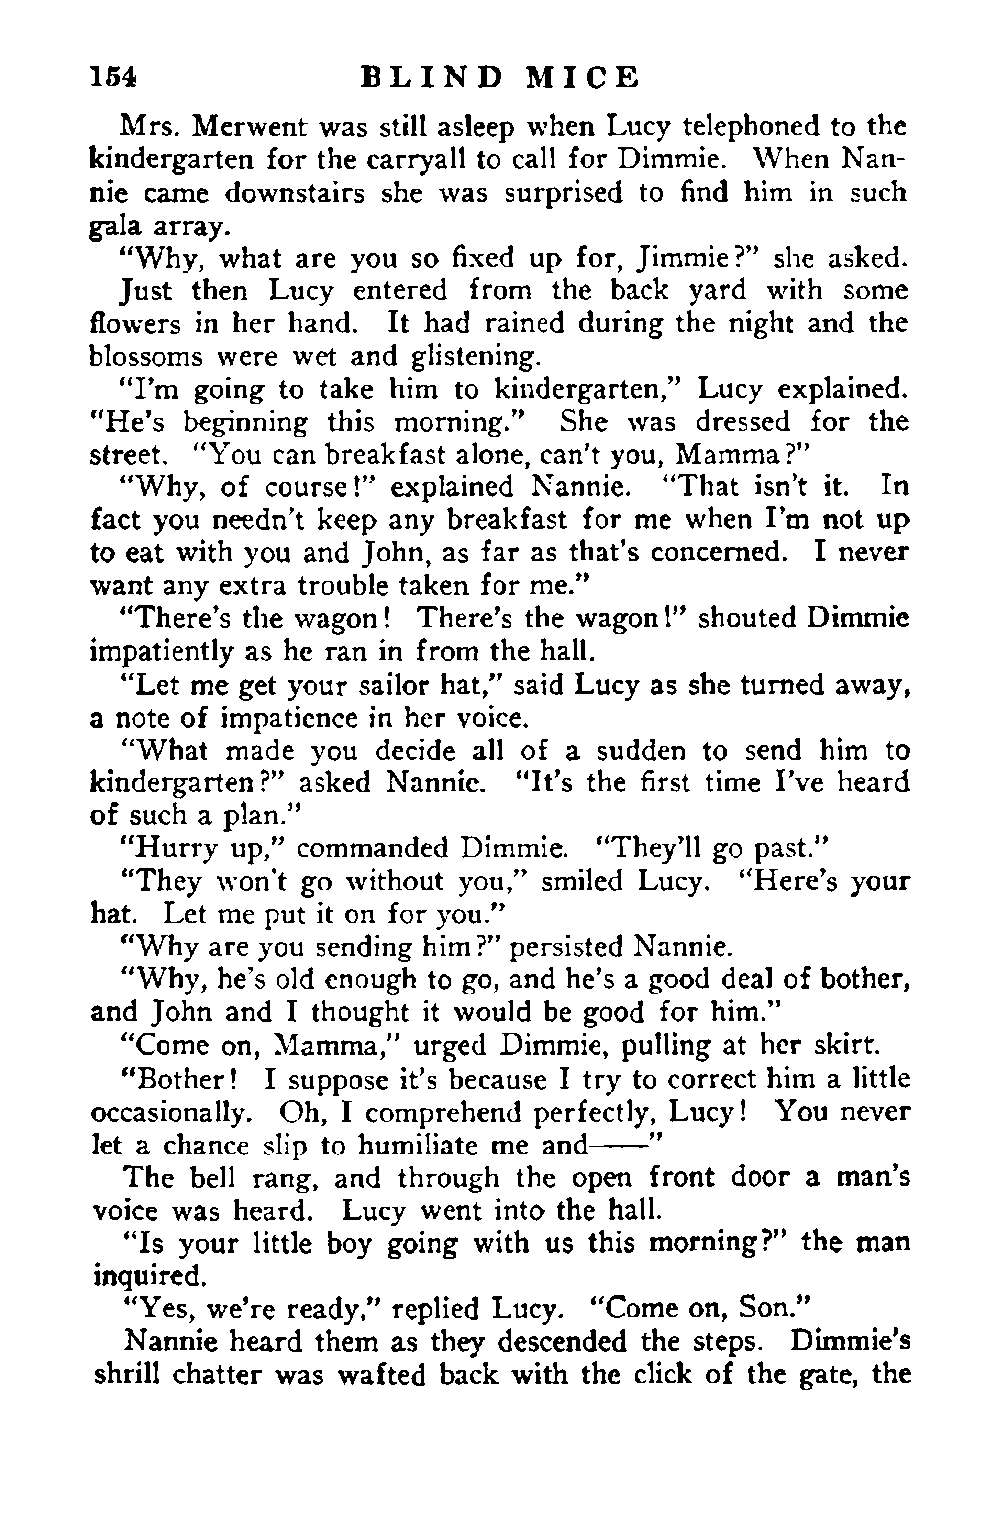 154 BLIND MICE
Mrs. Merwent was still asleep when Lucy telephoned to the
kindergarten for the carryall to call for Dimmie. When Nan-
nie came downstairs she was surprised to find him in such
gala array.
“Why, what are you so fixed up for, Jimmie?” she asked.
Just then Lucy entered from the back yard with some
flowers in her hand. It had rained during the night and the
blossoms were wet and glistening.
“I’m going to take him to kindergarten,” Lucy explained.
“He’s beginning this morning.” She was dressed for the
street. “You can breakfast alone, can’t you, Mamma?”
“Why, of course!” explained Nannie. “That isn’t it. In
fact you needn’t keep any breakfast for me when I’m not up
to eat with you and John, as far as that’s concerned. I never
want any extra trouble taken for me.”
“There’s the wagon! There’s the wagon!” shouted Dimmie
impatiently as he ran in from the hall.
“Let me get your sailor hat,” said Lucy as she turned away,
a note of impatience in her voice.
“What made you decide all of a sudden to send him to
kindergarten?” asked Nannie. “It’s the first time I’ve heard
of such a plan.”
“Hurry up,” commanded Dimmie. “They’ll go past.”
“They won’t go without you,” smiled Lucy. “Here’s your
hat. Let me put it on for you.”
“Why are you sending him?” persisted Nannie.
“Why, he’s old enough to go, and he’s a good deal of bother,
and John and I thought it would be good for him.”
“Come on, Mamma,” urged Dimmie, pulling at her skirt.
“Bother! I suppose it’s because I try to correct him a little
occasionally. Oh, I comprehend perfectly, Lucy! You never
let a chance slip to humiliate me and——”
The bell rang, and through the open front door a man’s
voice was heard. Lucy went into the hall.
“Is your little boy going with us this morning?” the man
inquired.
“Yes, we’re ready,” replied Lucy. “Come on, Son.”
Nannie heard them as they descended the steps. Dimmie’s
shrill chatter was wafted back with the click of the gate, the